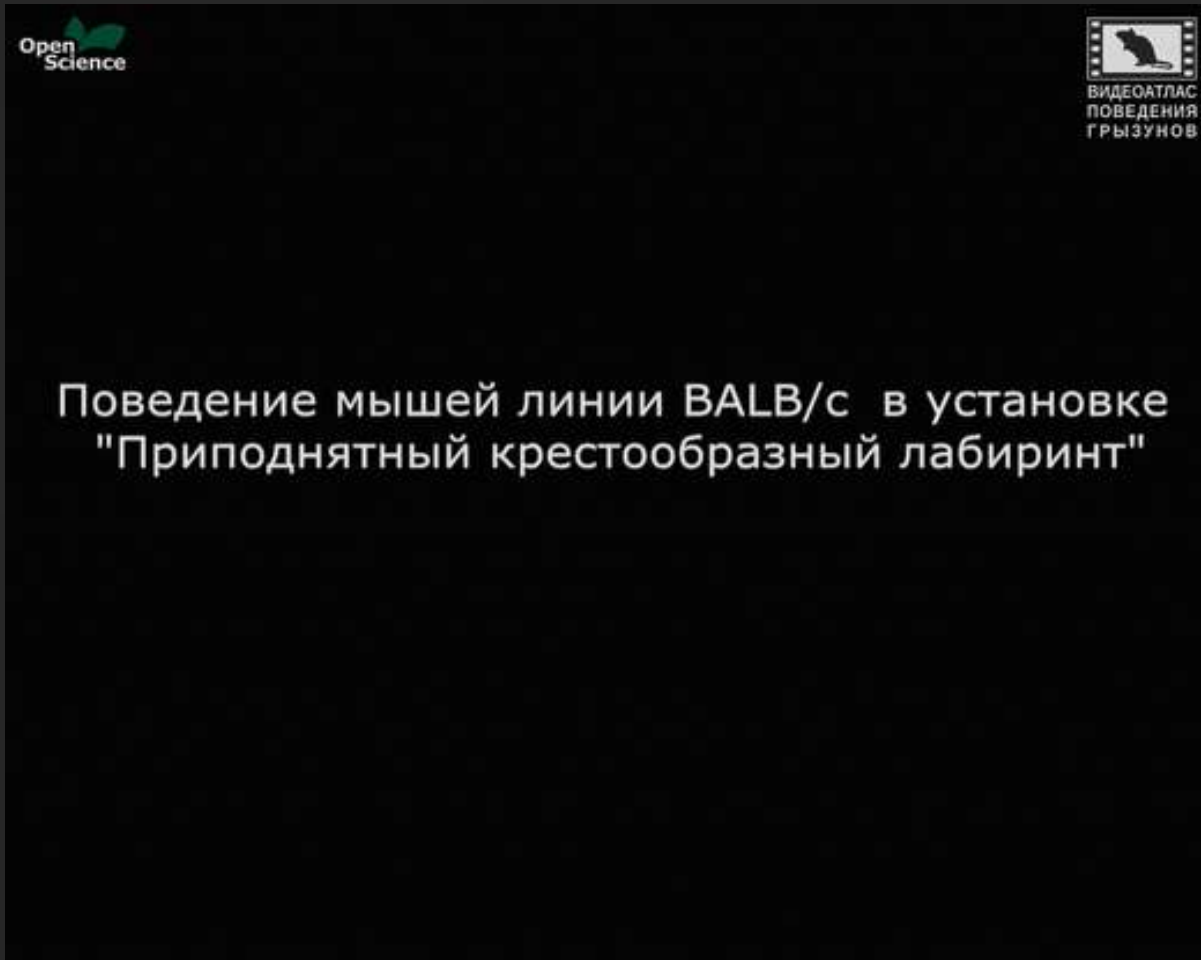 Open
Science
ВИДЕОАТЛАС
ПОВЕДЕНИЯ
ГРЫЗУНОВ
Поведение мышей линии BALB/c в установке
"Приподнятный крестообразный лабиринт"